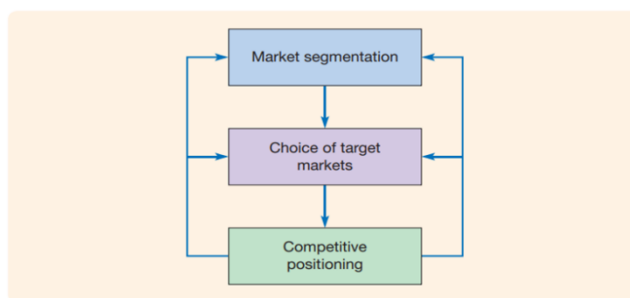 Market segmentation
Choice of target
markets
Competitive
positioning